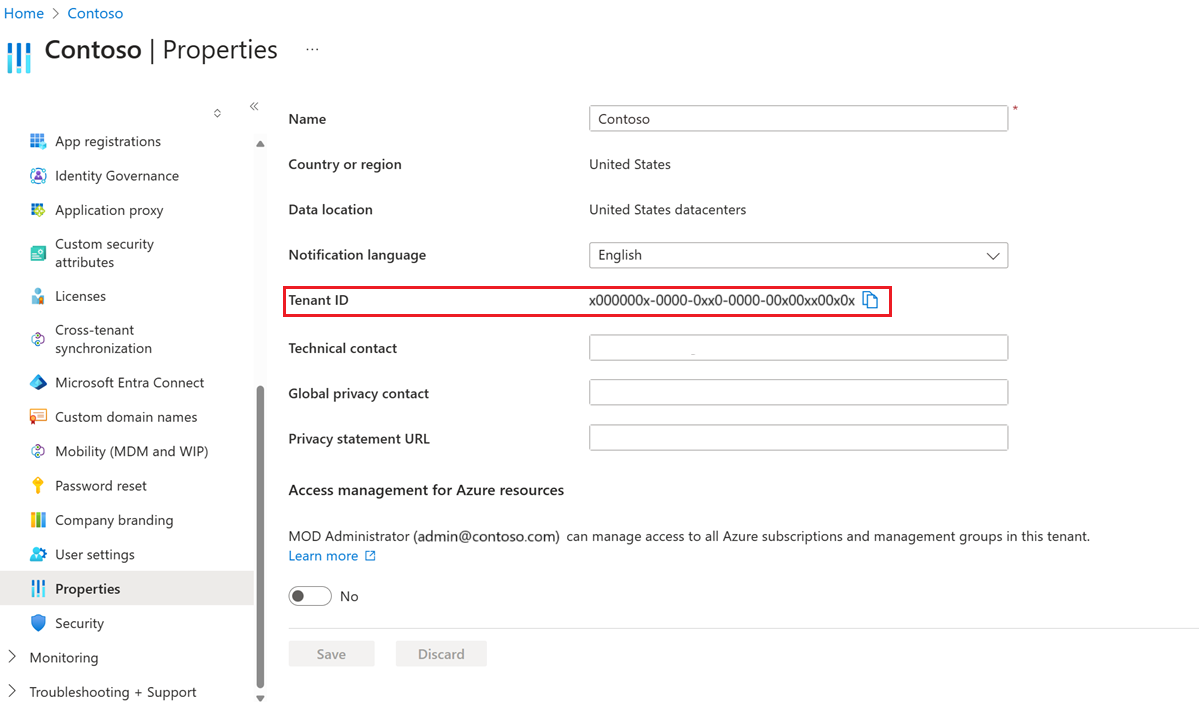 Home > Contoso
Contoso | Properties ...
App registrations
Identity Governance
Application proxy
Custom security
attributes
Licenses
Cross-tenant
synchronization
Microsoft Entra Connect
Custom domain names
Mobility (MDM and WIP)
Password reset
Company branding
User settings
Properties
Security
Monitoring
Troubleshooting + Support
Name * 
Contoso
Country or region
United States
Data location
United States datacenters
Notification language
English
Tenant ID
x000000x-0000-0xx0-0000-00x00xx00x0x
Technical contact
Global privacy contact
Privacy statement URL
Access management for Azure resources
MOD Administrator (admin@contoso.com) can manage access to all Azure subscriptions and management groups in this tenant.
Learn more
No
Save
Discard